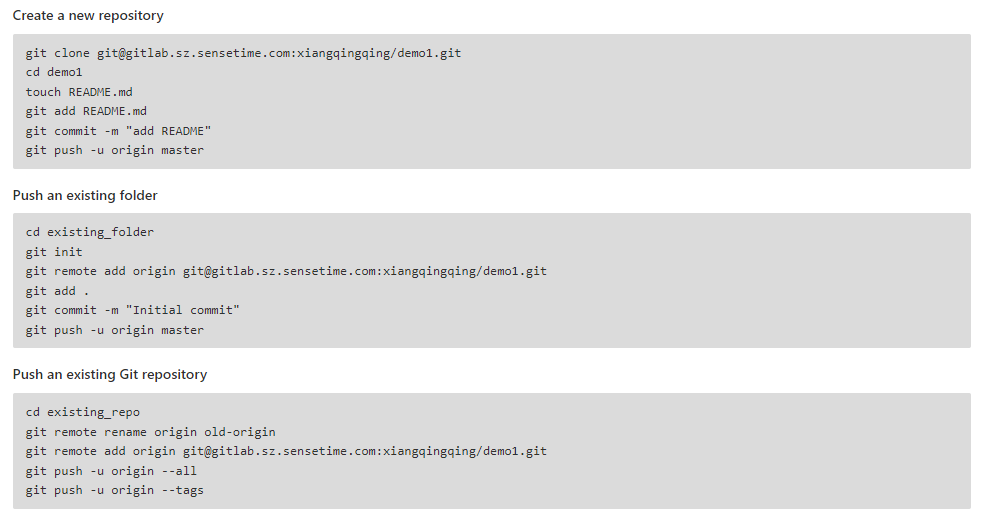 Create a new repository
git clone git@gitlab.sz.sensetime.com:xiangqingqing/demo1.git
cd demo1
touch README.md
git add README.md
git commit -m "add README"
git push -u origin master
Push an existing folder
cd existing_folder
git init
git remote add origin git@gitlab.sz.sensetime.com:xiangqingqing/demo1.git
git add .
git commit -m "Initial commit"
git push -u origin master
Push an existing Git repository
cd existing_repo
git remote rename origin old-origin
git remote add origin git@gitlab.sz.sensetime.com:xiangqingqing/demo1.git
git push -u origin --all
git push -u origin --tags